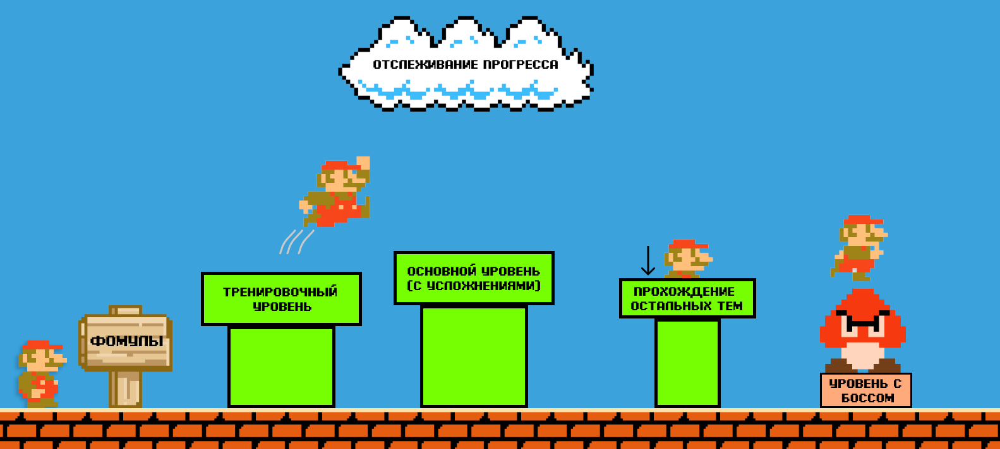 ОТСЛЕЖИВАНИЕ ПРОГРЕССА
ФОМУЛЫ
ТРЕНИРОВОЧНЫЙ
УРОВЕНЬ
ОСНОВНОЙ УРОВЕНЬ
(С УСЛОЖНЕНИЯМИ)
ПРОХОЖДЕНИЕ
ОСТАЛЬНЫХ ТЕМ
УРОВЕНЬ С
БОССОМ